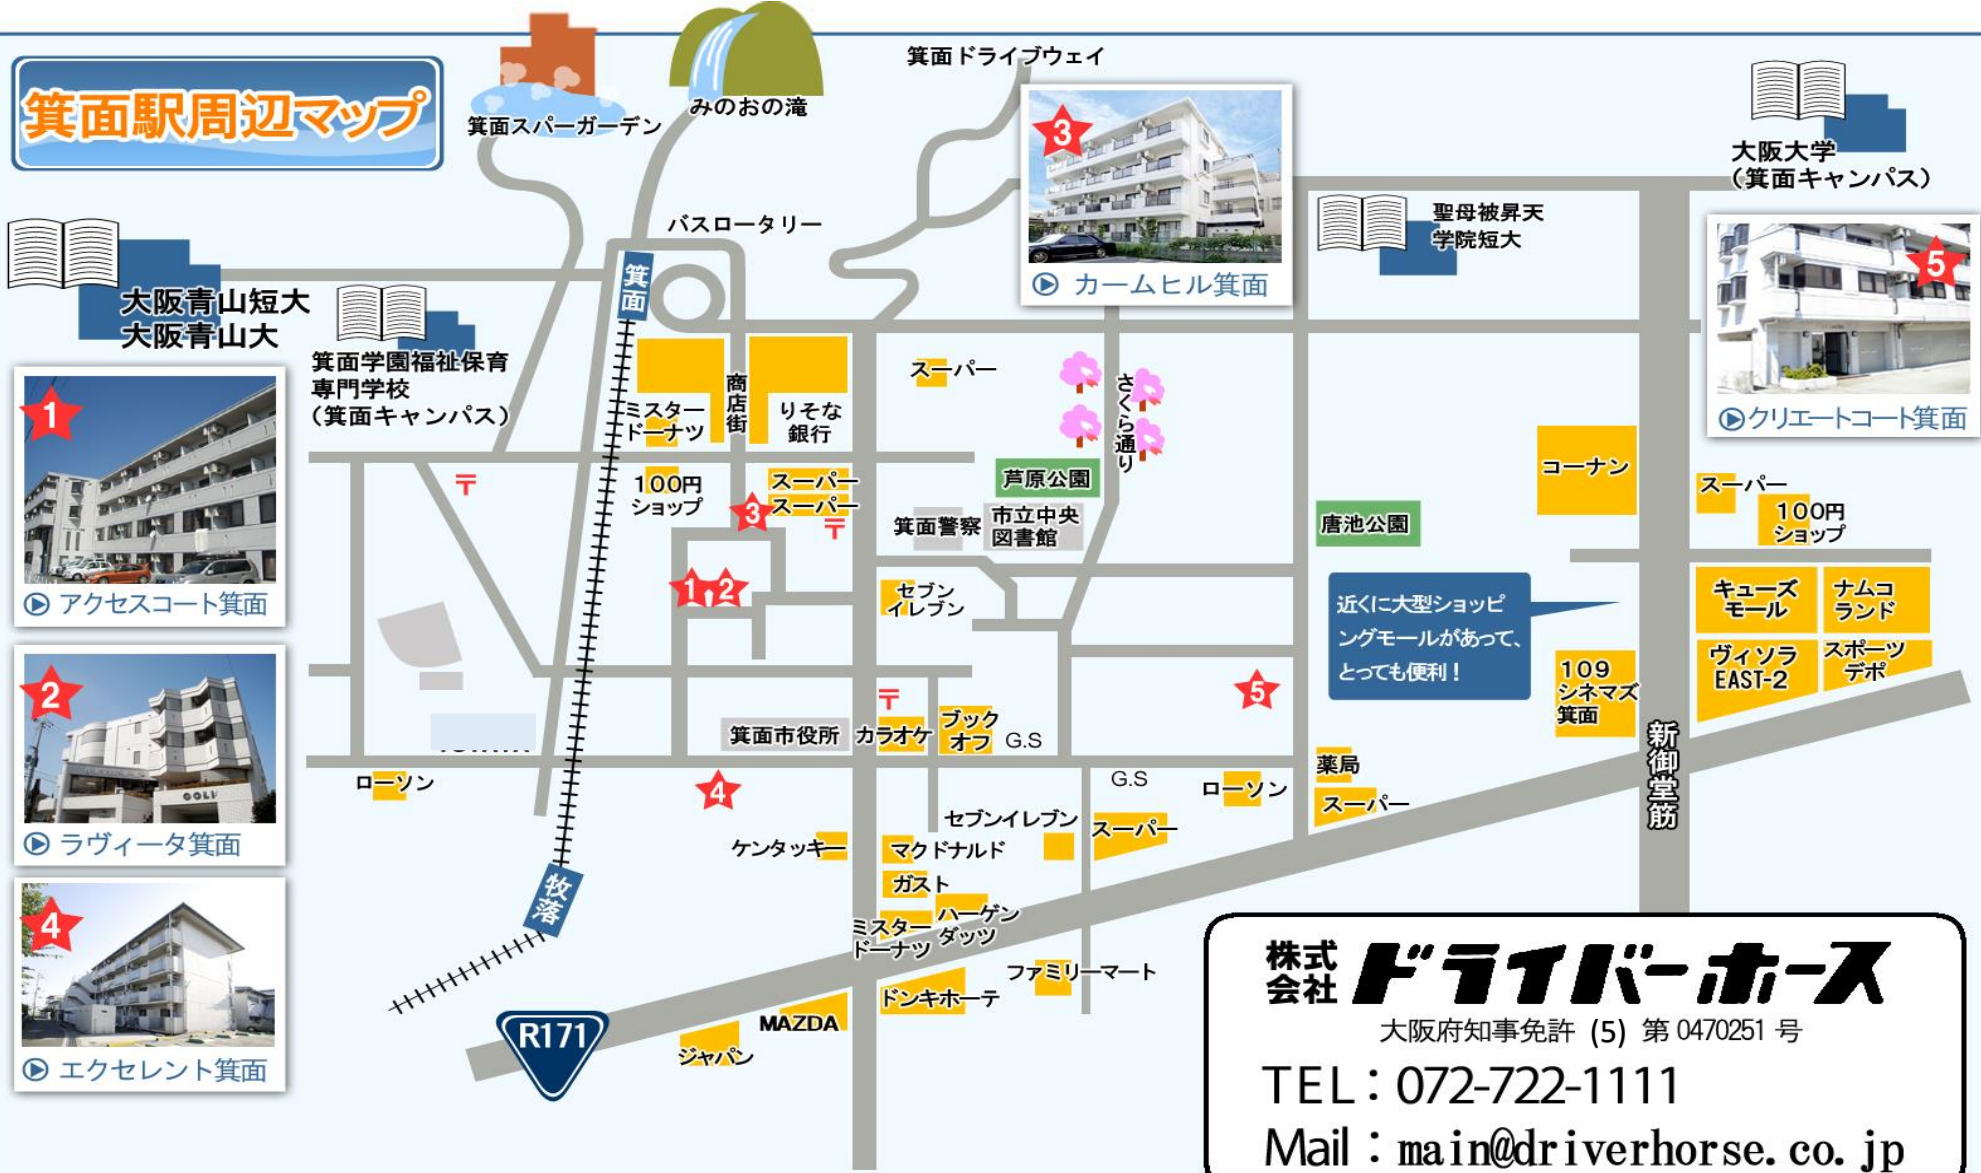 箕面駅周辺マップ
箕面スパーガーデン
みのおの滝
箕面ドライブウェイ
3
カームヒル箕面
大阪大学
（箕面キャンパス）
聖母被昇天
学院短大
5
クリエートコート箕面
バスロータリー
箕面
大阪青山短大
大阪青山大
箕面学園福祉保育
専門学校
（箕面キャンパス）
1
アクセスコート箕面
ミスター
ドーナツ
商店街
りそな
銀行
スーパー
さくら通り
〒
100円
ショップ
スーパー
スーパー
3
〒
芦原公園
箕面警察
市立中央
図書館
コーナン
唐池公園
スーパー
100円
ショップ
1
2
セブン
イレブン
近くに大型ショッピ
ングモールがあって、
とっても便利！
キューズ
モール
ナムコ
ランド
ヴィソラ
EAST-2
スポーツ
デポ
109
シネマズ
箕面
2
ラヴィータ箕面
5
〒
箕面市役所
カラオケ
ブック
オフ
G.S
新御堂筋
ローソン
4
G.S
ローソン
薬局
スーパー
ケンタッキー
マクドナルド
セブンイレブン
スーパー
ガスト
ミスター
ドーナツ
ハーゲン
ダッツ
牧落
4
エクセレント箕面
ドンキホーテ
ファミリーマート
R171
MAZDA
ジャパン
株式
会社
ドライバーホース
大阪府知事免許 (5) 第 0470251 号
TEL：072-722-1111
Mail：main@driverhorse.co.jp